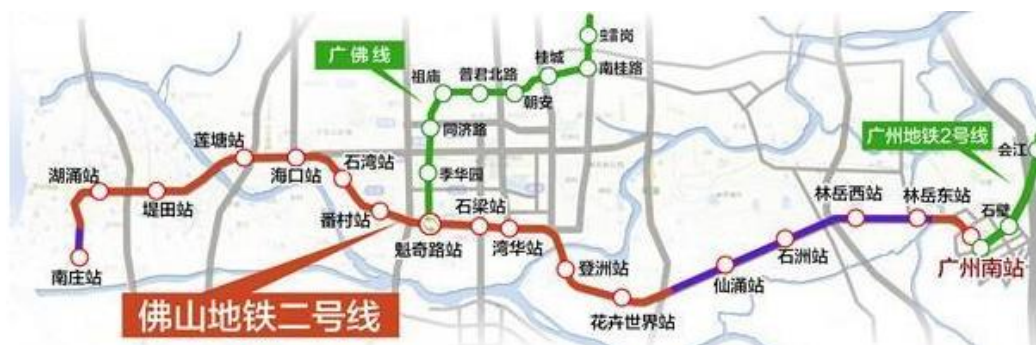 蠕岗
广佛线
桂城
南桂路
祖庙
普君北路
朝安
莲塘站
同济路
广州地铁2号线
会江
湖涌站
石湾站
海口站
季华园
堤田站
林岳西站
林岳东站
石梁站
石壁
番村站
魁奇路站
湾华站
南庄站
登洲站
石洲站
广州南站
仙涌站
佛山地铁二号线
花卉世界站